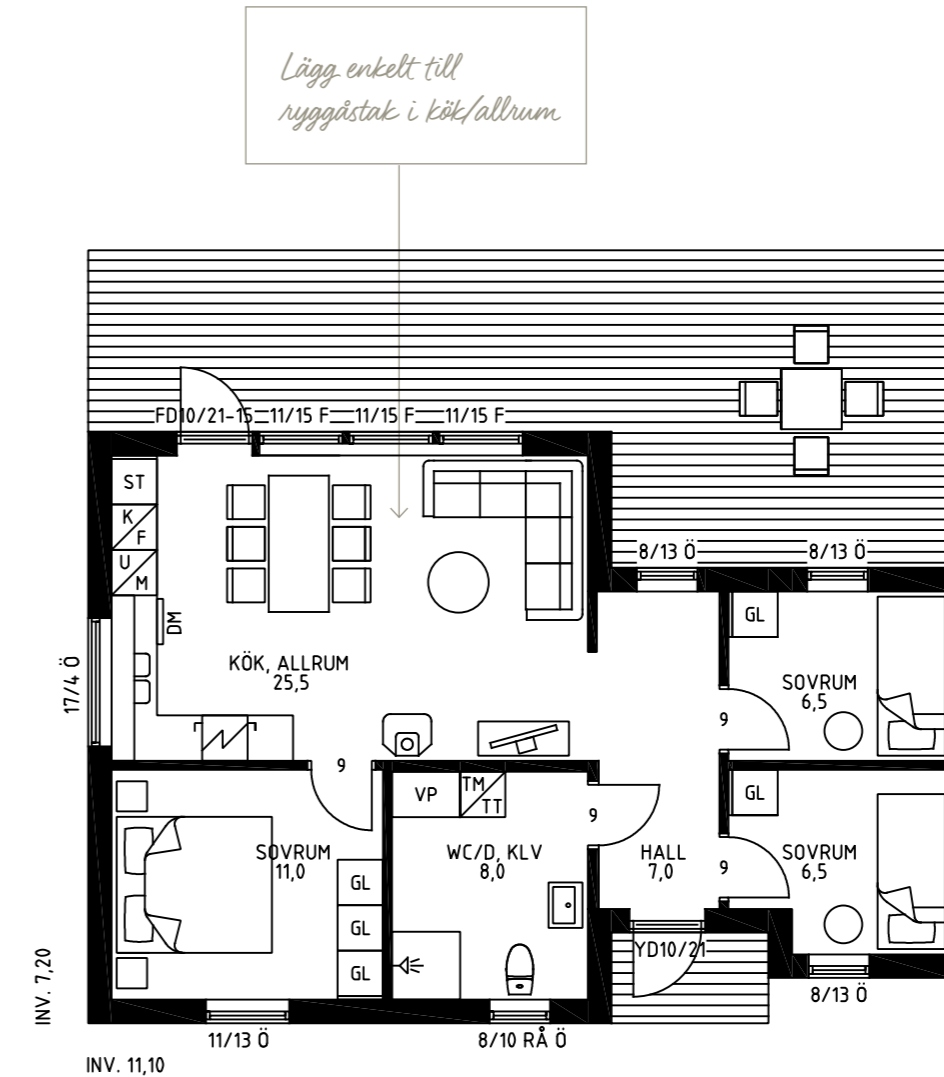 Lägg enkelt till
ryggåstak i kök/allrum
FD10/21-15 11/15 F 11/15 F 11/15 F
ST
K F
U M
DM
17/4 Ö
KÖK, ALLRUM
25,5
8/13 Ö
8/13 Ö
GL
SOVRUM
6,5
9
9
VP
TM TT
GL
9
SOVRUM
11,0
WC/D, KLV
8,0
HALL
7,0
9
SOVRUM
6,5
GL
GL
GL
YD10/21
INV. 7,20
11/13 Ö
8/10 RÅ Ö
8/13 Ö
INV. 11,10